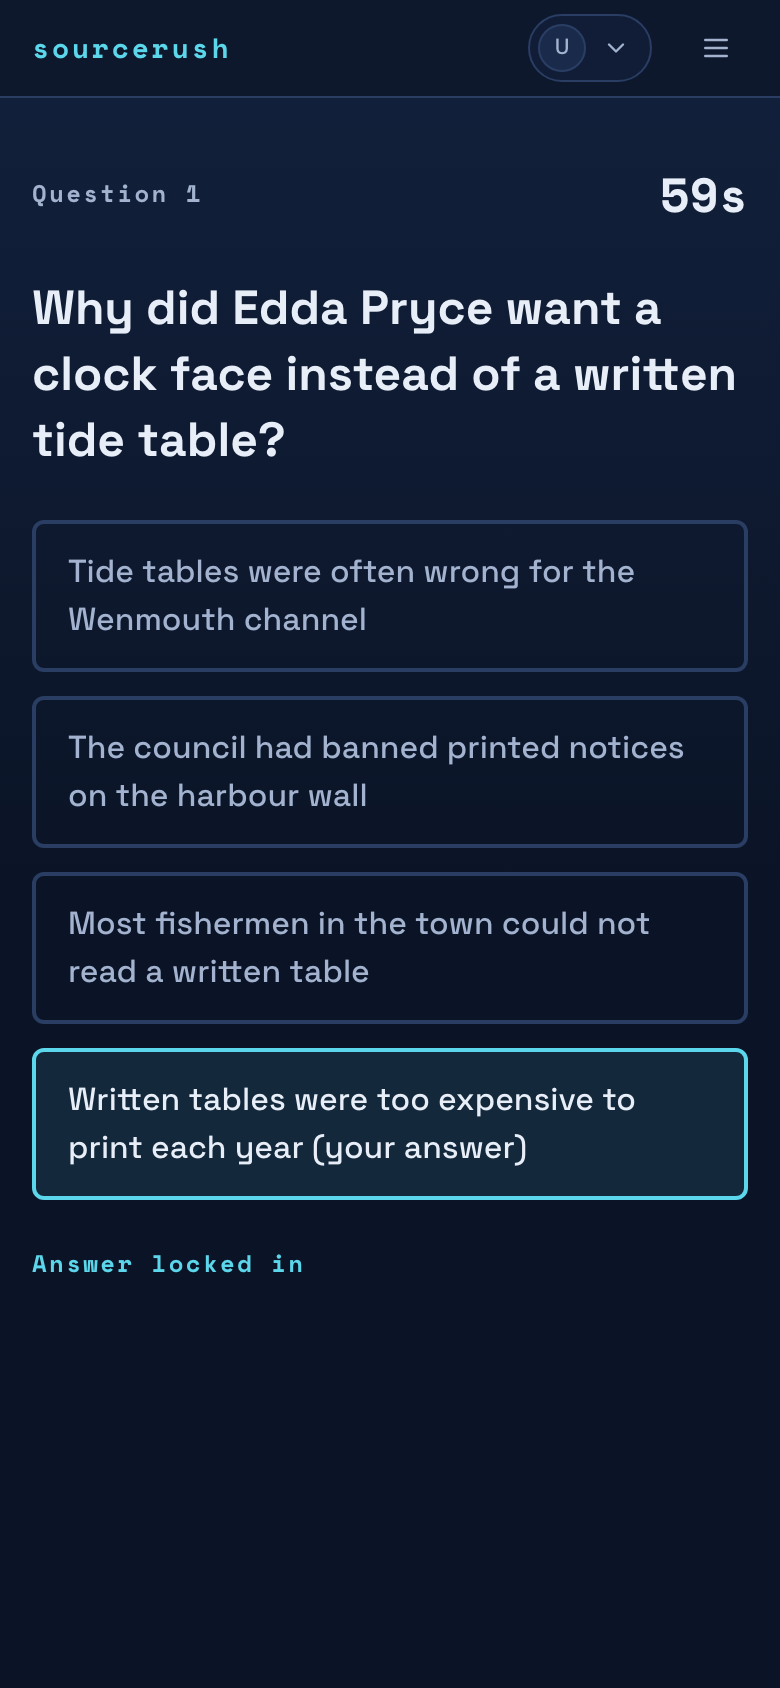 sourcerush
U
Question 1
59s
Why did Edda Pryce want a
clock face instead of a written
tide table?
Tide tables were often wrong for the
Wenmouth channel
The council had banned printed notices
on the harbour wall
Most fishermen in the town could not
read a written table
Written tables were too expensive to
print each year (your answer)
Answer locked in